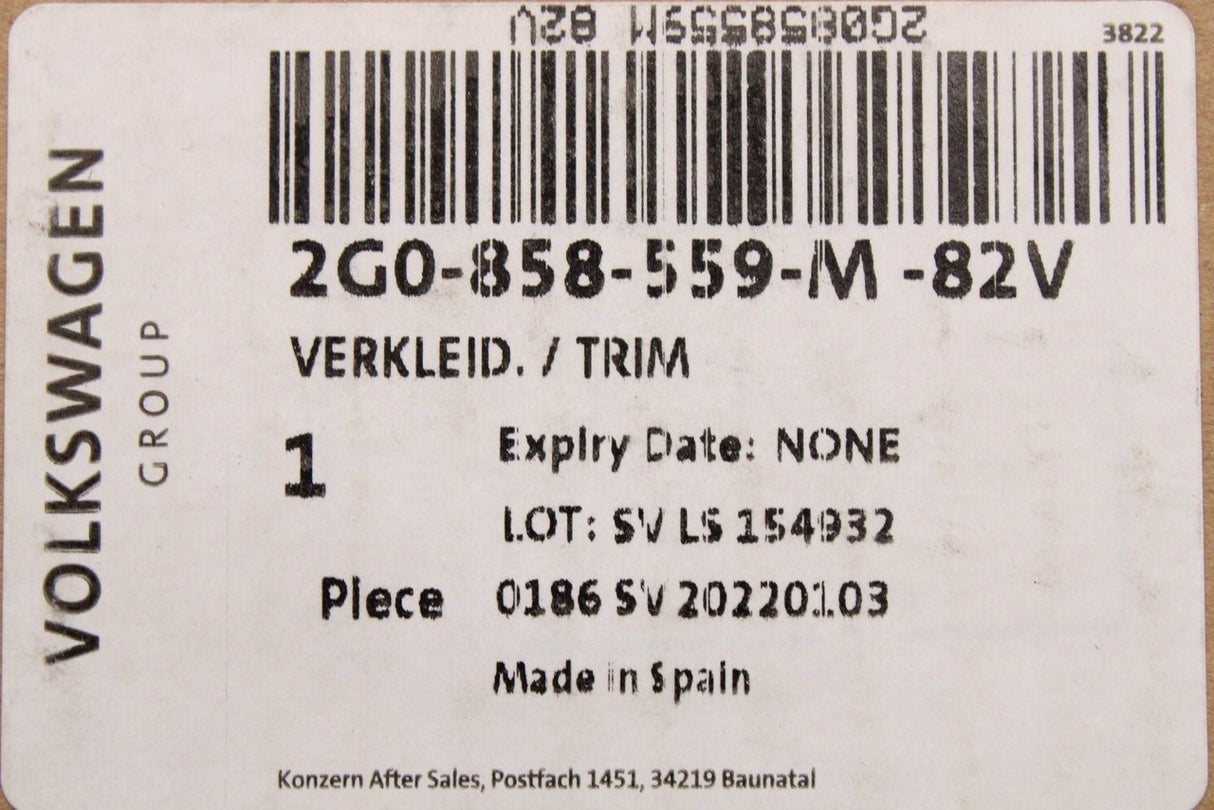 2G0858559M 82V
3822
2G0-858-559-M -82V
VERKLEID. / TRIM
1
Expiry Date: NONE
LOT: SV LS 154932
Piece 0186 SV 20220103
Made in Spain
Konzern After Sales, Postfach 1451, 34219 Baunatal
VOLKSWAGEN
GROUP